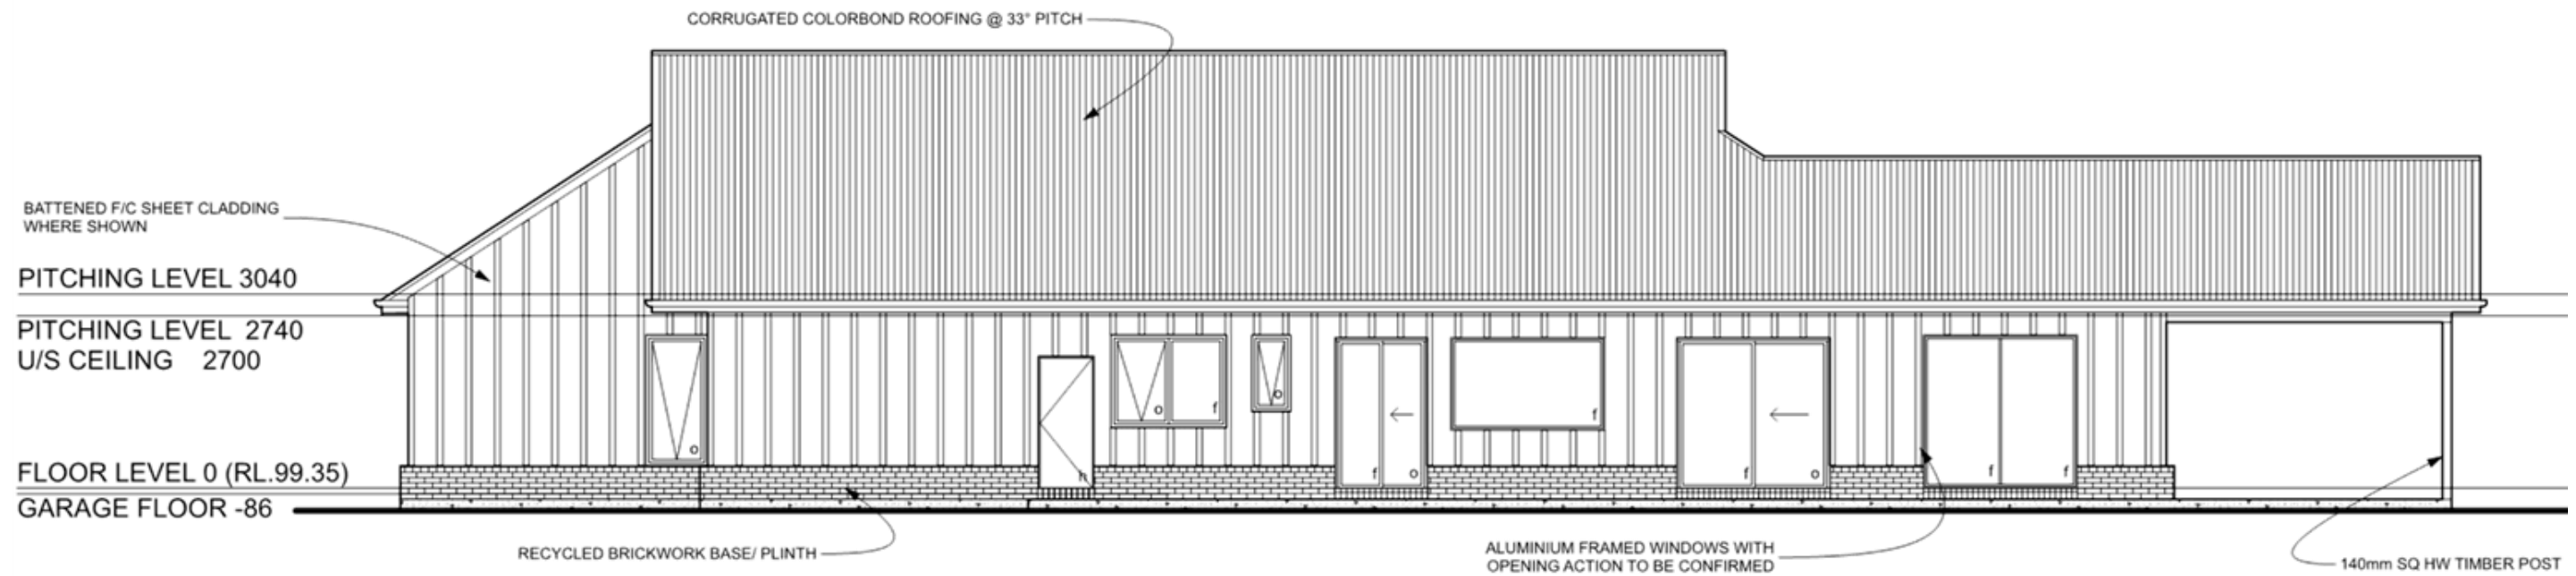 CORRUGATED COLORBOND ROOFING @ 33° PITCH
BATTENED F/C SHEET CLADDING
WHERE SHOWN
PITCHING LEVEL 3040
PITCHING LEVEL 2740
U/S CEILING 2700
FLOOR LEVEL 0 (RL.99.35)
GARAGE FLOOR -86
o
h
o f
o
f o
f
f o
f f
RECYCLED BRICKWORK BASE/ PLINTH
ALUMINIUM FRAMED WINDOWS WITH
OPENING ACTION TO BE CONFIRMED
140mm SQ HW TIMBER POST